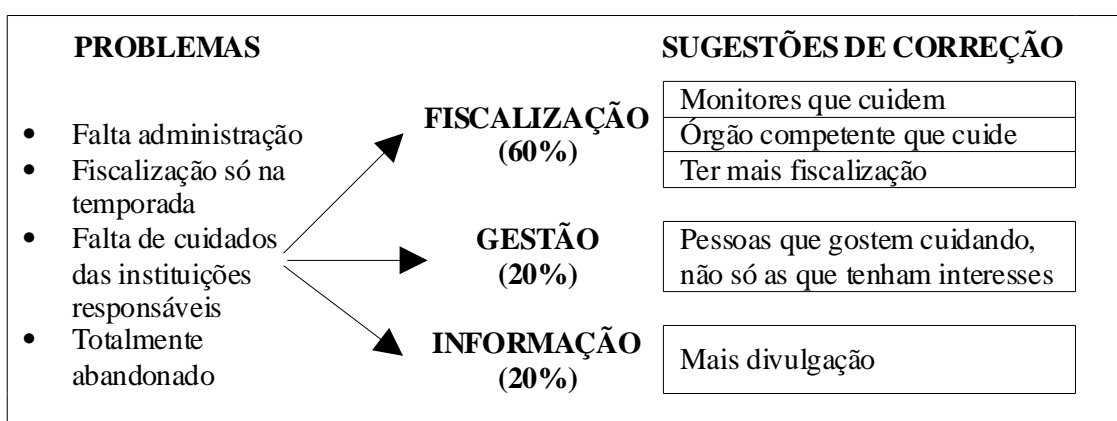 PROBLEMAS
• Falta administração
• Fiscalização só na
temporada
• Falta de cuidados
das instituições
responsáveis
• Totalmente
abandonado
FISCALIZAÇÃO
(60%)
GESTÃO
(20%)
INFORMAÇÃO
(20%)
SUGESTÕES DE CORREÇÃO
Monitores que cuidem
Órgão competente que cuide
Ter mais fiscalização
Pessoas que gostem cuidando,
não só as que tenham interesses
Mais divulgação